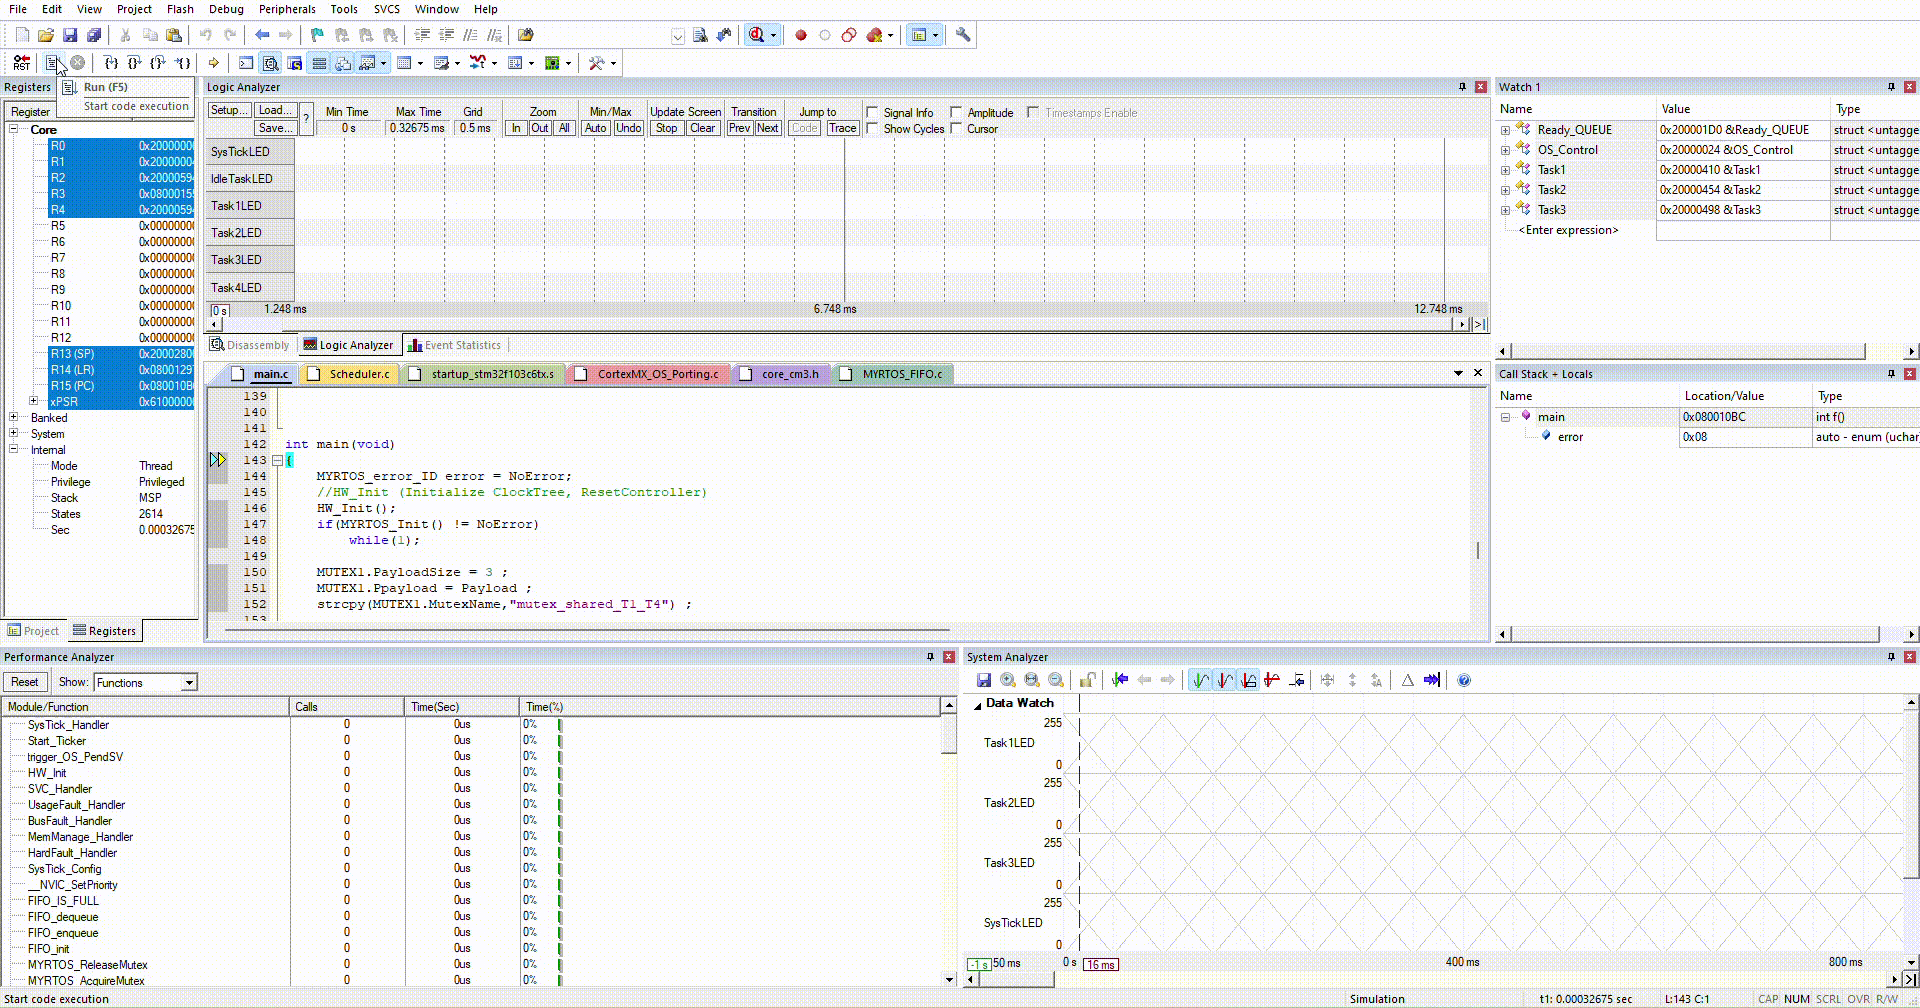 File Edit View Project Flash Debug Peripherals Tools SVCS Window Help
RST
Run (F5)
Start code execution
Registers
Register
Core
R0 0x2000000
R1 0x2000000
R2 0x2000059
R3 0x0800015
R4 0x2000059
R5 0x0000000
R6 0x0000000
R7 0x0000000
R8 0x0000000
R9 0x0000000
R10 0x0000000
R11 0x0000000
R12 0x0000000
R13 (SP) 0x2000280
R14 (LR) 0x0800129
R15 (PC) 0x080010B
xPSR 0x6100000
Banked
System
Internal
Mode Thread
Privilege Privileged
Stack MSP
States 2614
Sec 0.00032675
Project Registers
Logic Analyzer
Setup... Load... Save... ?
Min Time Max Time Grid Zoom Min/Max Update Screen Transition Jump to
0 s 0.32675 ms 0.5 ms In Out All Auto Undo Stop Clear Prev Next Code Trace
Signal Info Amplitude Timestamps Enable
Show Cycles Cursor
SysTickLED
IdleTaskLED
Task1LED
Task2LED
Task3LED
Task4LED
0 s 1.248 ms 6.748 ms 12.748 ms
Disassembly Logic Analyzer Event Statistics
main.c Scheduler.c startup_stm32f103c6tx.s CortexMX_OS_Porting.c core_cm3.h MYRTOS_FIFO.c
139
140
141
142 int main(void)
143 {
144 MYRTOS_error_ID error = NoError;
145 //HW_Init (Initialize ClockTree, ResetController)
146 HW_Init();
147 if(MYRTOS_Init() != NoError)
148 while(1);
149
150 MUTEX1.PayloadSize = 3 ;
151 MUTEX1.Ppayload = Payload ;
152 strcpy(MUTEX1.MutexName,"mutex_shared_T1_T4") ;
153
Watch 1
Name Value Type
Ready_QUEUE 0x200001D0 &Ready_QUEUE struct <untagge
OS_Control 0x20000024 &OS_Control struct <untagge
Task1 0x20000410 &Task1 struct <untagge
Task2 0x20000454 &Task2 struct <untagge
Task3 0x20000498 &Task3 struct <untagge
<Enter expression>
Call Stack + Locals
Name Location/Value Type
main 0x080010BC int f()
error 0x08 auto - enum (uchar)
Performance Analyzer
Reset Show: Functions
Module/Function Calls Time(Sec) Time(%)
SysTick_Handler 0 0us 0%
Start_Ticker 0 0us 0%
trigger_OS_PendSV 0 0us 0%
HW_Init 0 0us 0%
SVC_Handler 0 0us 0%
UsageFault_Handler 0 0us 0%
BusFault_Handler 0 0us 0%
MemManage_Handler 0 0us 0%
HardFault_Handler 0 0us 0%
SysTick_Config 0 0us 0%
__NVIC_SetPriority 0 0us 0%
FIFO_IS_FULL 0 0us 0%
FIFO_dequeue 0 0us 0%
FIFO_enqueue 0 0us 0%
FIFO_init 0 0us 0%
MYRTOS_ReleaseMutex 0 0us 0%
MYRTOS_AcquireMutex 0 0us 0%
System Analyzer
Data Watch
255
Task1LED
0
255
Task2LED
0
255
Task3LED
0
255
SysTickLED
0
-1 s 50 ms 0 s 16 ms 400 ms 800 ms
Start code execution Simulation t1: 0.00032675 sec L:143 C:1 CAP NUM SCRL OVR R/W